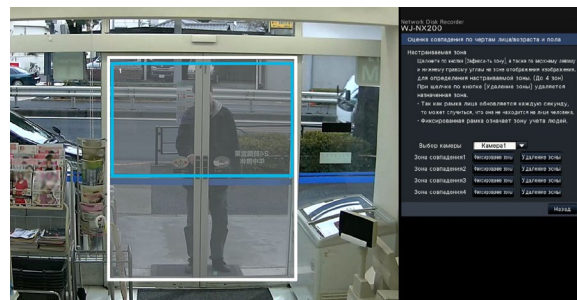 Network Disk Recorder
WJ-NX200
Оценка совпадения по чертам лица/возраста и пола
Настраиваемая зона
Щелкните по кнопке [Зафиксить зону], а также по верхнему левому
и нижнему правому углам на зоне отображения изображения
для определения настраиваемой зоны. (До 4 зон)
При щелчке по кнопке [Удаление зоны] удаляется
назначенная зона.
・Так как рамка лица обновляется каждую секунду,
то может случиться, что она не находится на лице человека.
・Фиксированная рамка означает зону учета людей.
Выбор камеры Камера1
Зона совпадения1 Фиксирование зоны Удаление зоны
Зона совпадения2 Фиксирование зоны Удаление зоны
Зона совпадения3 Фиксирование зоны Удаление зоны
Зона совпадения4 Фиксирование зоны Удаление зоны
Назад
1